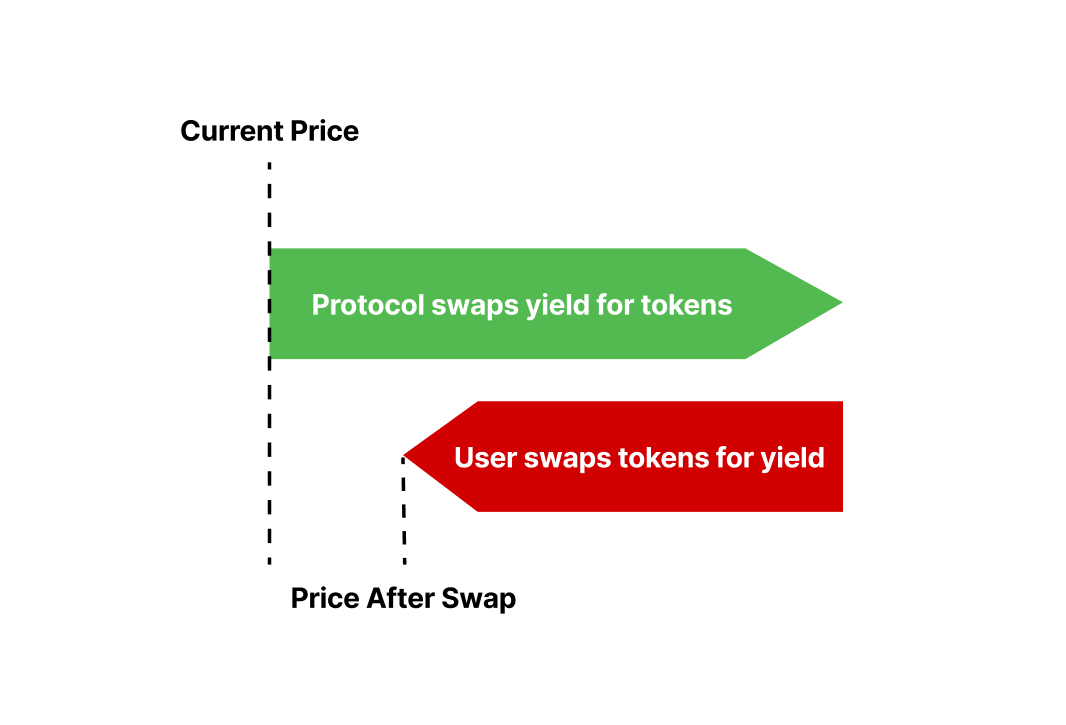 Current Price
Protocol swaps yield for tokens
User swaps tokens for yield
Price After Swap